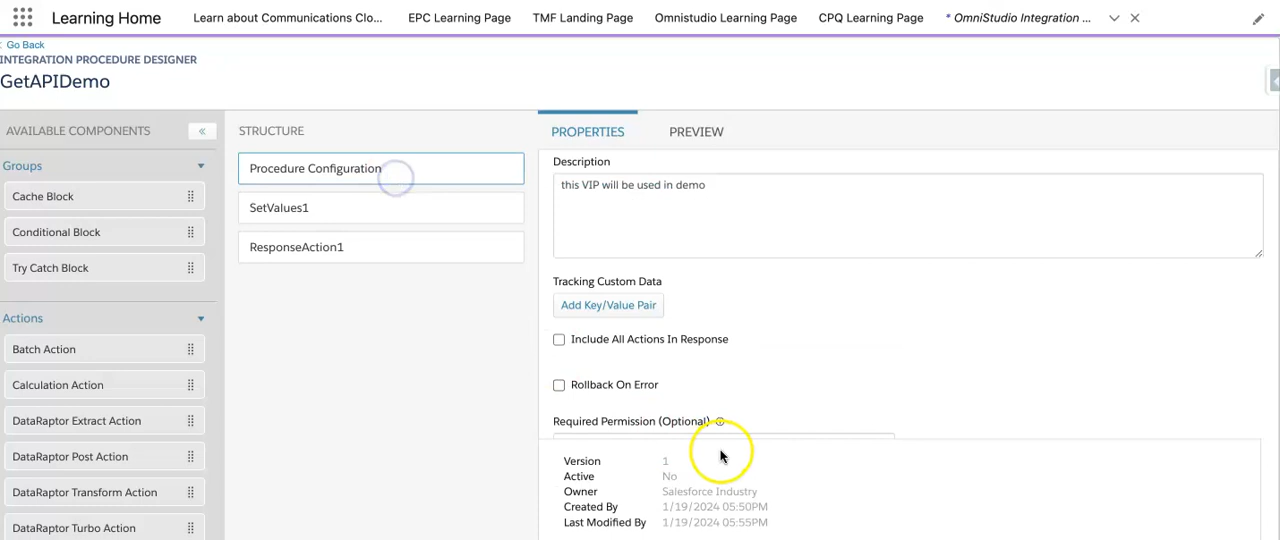 Learning Home
Learn about Communications Clo...
EPC Learning Page
TMF Landing Page
Omnistudio Learning Page
CPQ Learning Page
* OmniStudio Integration ...
Go Back
INTEGRATION PROCEDURE DESIGNER
GetAPIDemo
AVAILABLE COMPONENTS
«
Groups
Cache Block
Conditional Block
Try Catch Block
Actions
Batch Action
Calculation Action
DataRaptor Extract Action
DataRaptor Post Action
DataRaptor Transform Action
DataRaptor Turbo Action
STRUCTURE
Procedure Configuration
SetValues1
ResponseAction1
PROPERTIES
PREVIEW
Description
this VIP will be used in demo
Tracking Custom Data
Add Key/Value Pair
Include All Actions In Response
Rollback On Error
Required Permission (Optional)
Version 1
Active No
Owner Salesforce Industry
Created By 1/19/2024 05:50PM
Last Modified By 1/19/2024 05:55PM